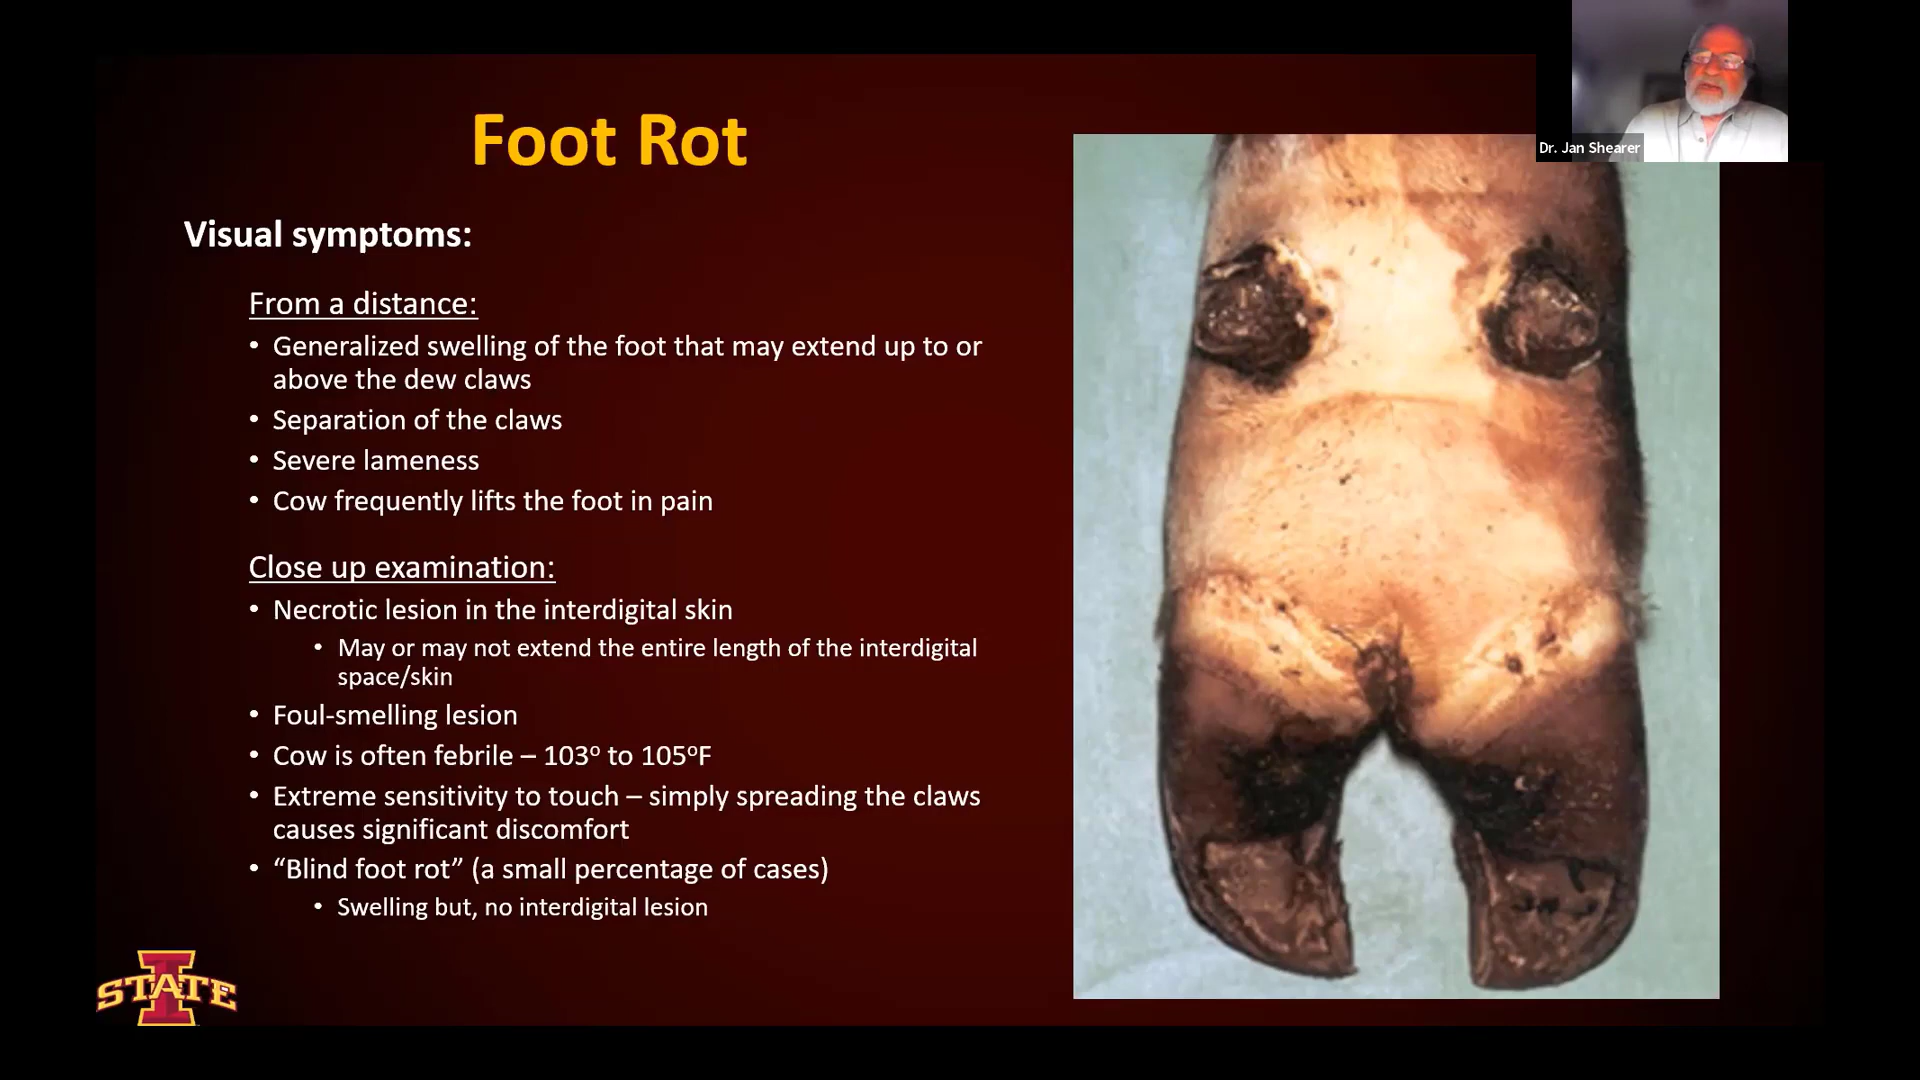 Dr. Jan Shearer
Foot Rot
Visual symptoms:
From a distance:
• Generalized swelling of the foot that may extend up to or
above the dew claws
• Separation of the claws
• Severe lameness
• Cow frequently lifts the foot in pain
Close up examination:
• Necrotic lesion in the interdigital skin
• May or may not extend the entire length of the interdigital
space/skin
• Foul-smelling lesion
• Cow is often febrile – 103º to 105ºF
• Extreme sensitivity to touch – simply spreading the claws
causes significant discomfort
• “Blind foot rot” (a small percentage of cases)
• Swelling but, no interdigital lesion
I
STATE